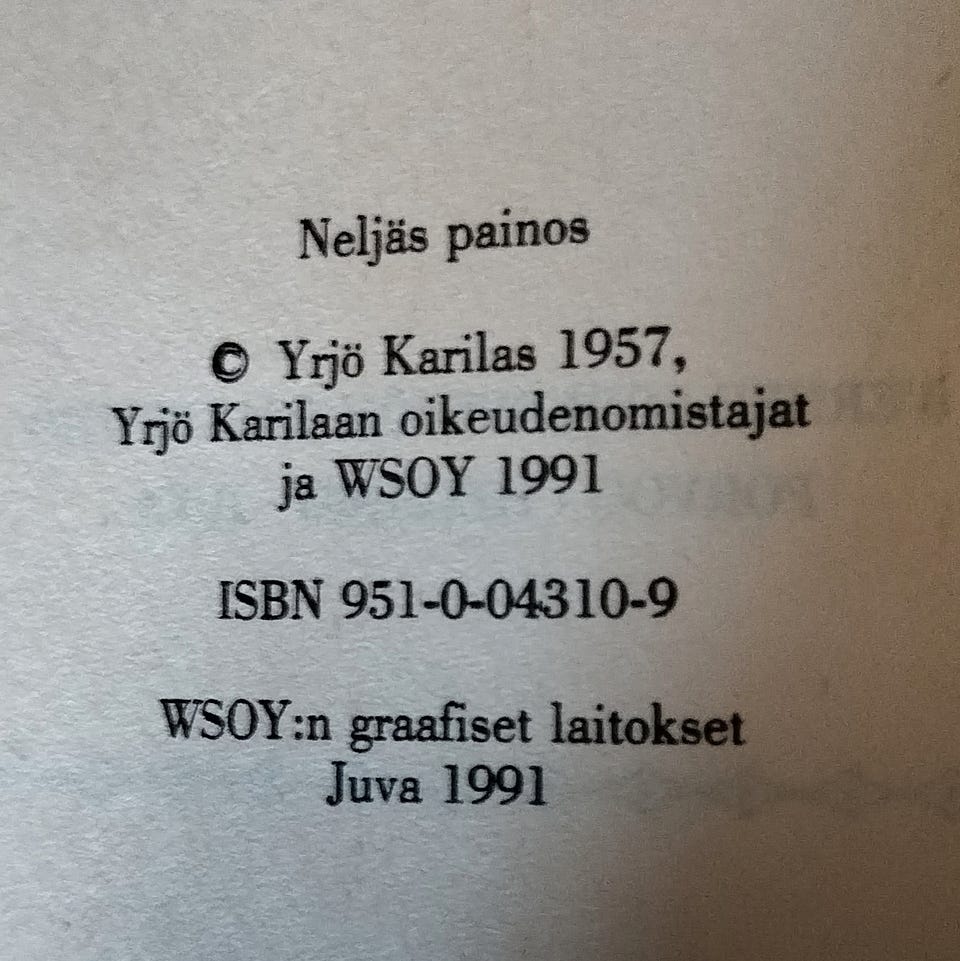 Neljäs painos
© Yrjö Karilas 1957,
Yrjö Karilaan oikeudenomistajat
ja WSOY 1991
ISBN 951-0-04310-9
WSOY:n graafiset laitokset
Juva 1991